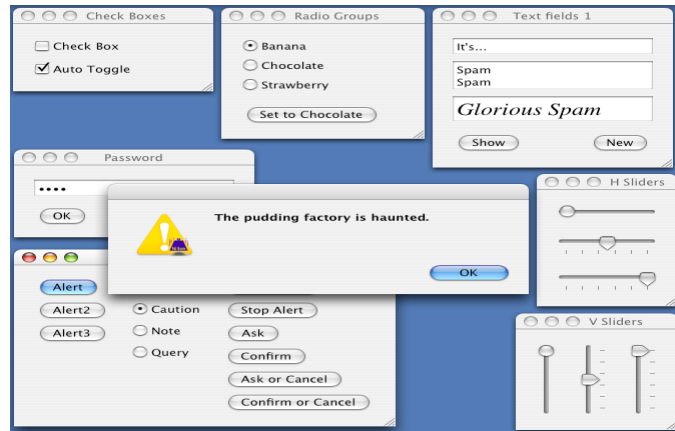 Check Boxes
Check Box
Auto Toggle
Radio Groups
Banana
Chocolate
Strawberry
Set to Chocolate
Text fields 1
It's...
Spam
Spam
Glorious Spam
Show
New
Password
••••
OK
The pudding factory is haunted.
OK
H Sliders
Alert
Alert2
Caution
Stop Alert
Alert3
Note
Ask
Query
Confirm
Ask or Cancel
Confirm or Cancel
V Sliders